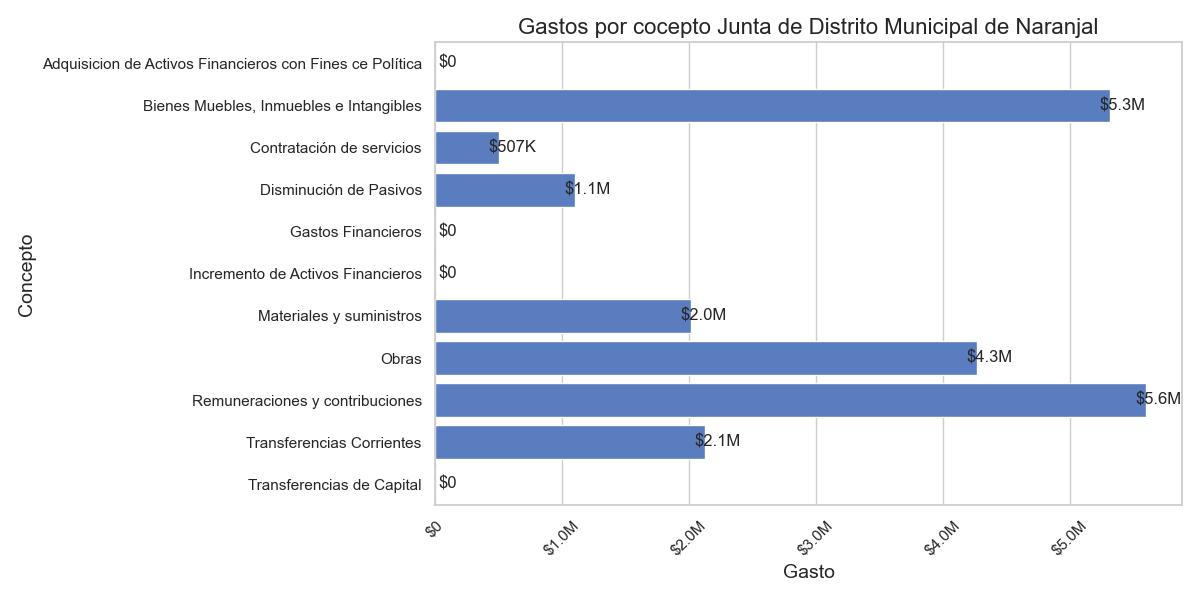 Gastos por cocepto Junta de Distrito Municipal de Naranjal
Concepto
Adquisicion de Activos Financieros con Fines ce Política $0
Bienes Muebles, Inmuebles e Intangibles $5.3M
Contratación de servicios $507K
Disminución de Pasivos $1.1M
Gastos Financieros $0
Incremento de Activos Financieros $0
Materiales y suministros $2.0M
Obras $4.3M
Remuneraciones y contribuciones $5.6M
Transferencias Corrientes $2.1M
Transferencias de Capital $0
$0 $1.0M $2.0M $3.0M $4.0M $5.0M
Gasto